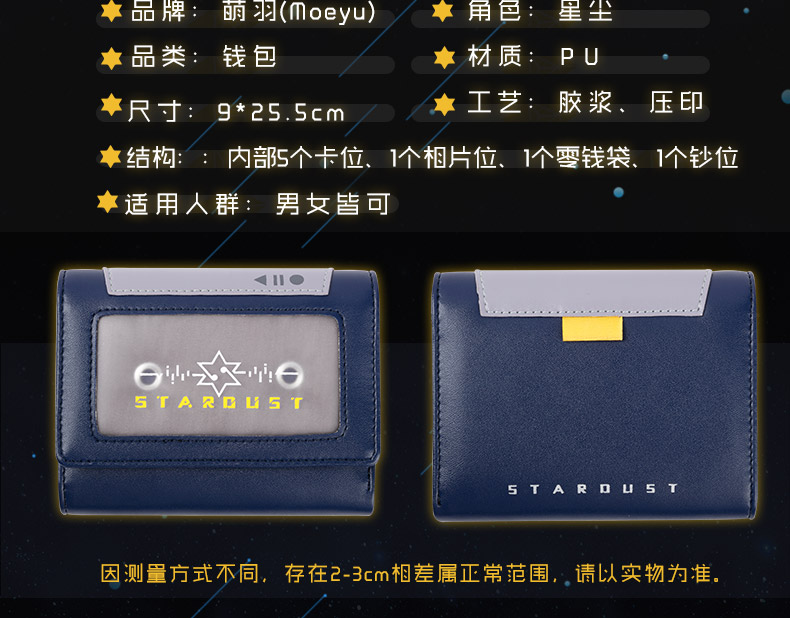 品牌：萌羽(Moeyu) 角色：星尘
品类：钱包 材质：PU
尺寸：9*25.5cm 工艺：胶浆、压印
结构：：内部5个卡位、1个相片位、1个零钱袋、1个钞位
适用人群：男女皆可
STARDUST
STARDUST
因测量方式不同，存在2-3cm相差属正常范围，请以实物为准。